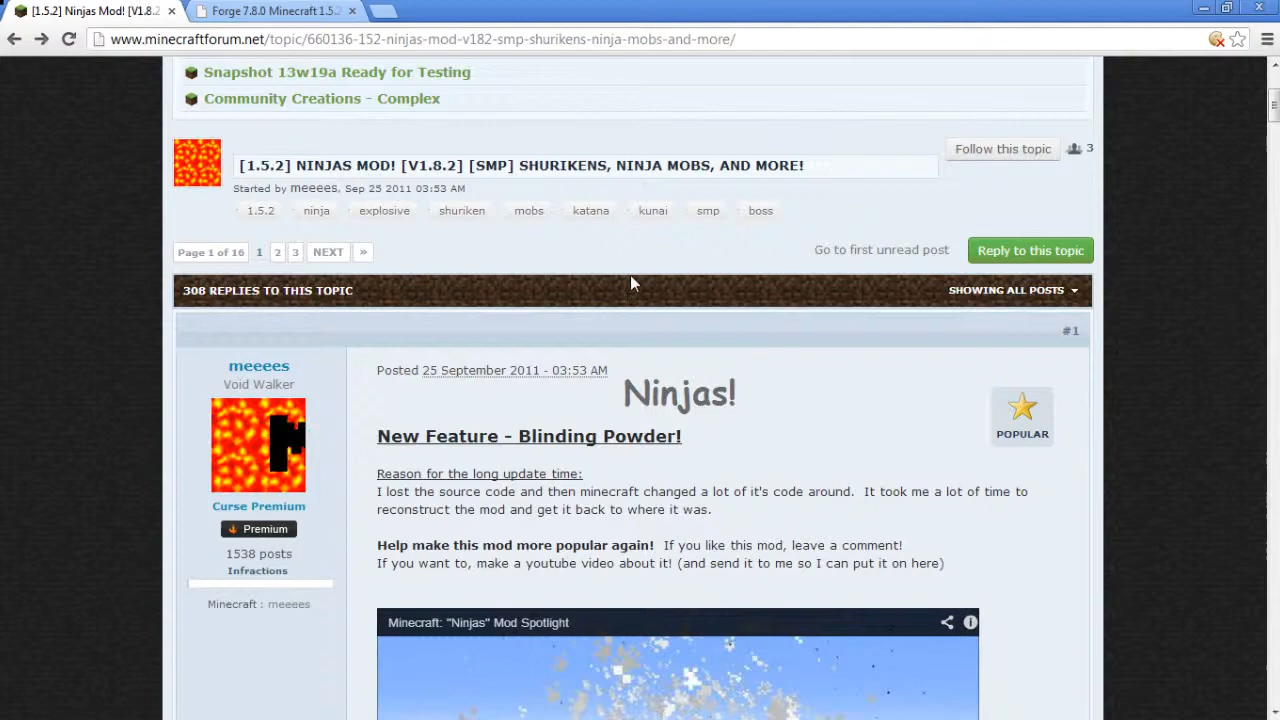 [1.5.2] Ninjas Mod! [V1.8.2
Forge 7.8.0 Minecraft 1.5.2
www.minecraftforum.net/topic/660136-152-ninjas-mod-v182-smp-shurikens-ninja-mobs-and-more/
Snapshot 13w19a Ready for Testing
Community Creations - Complex
[1.5.2] NINJAS MOD! [V1.8.2] [SMP] SHURIKENS, NINJA MOBS, AND MORE!
Follow this topic 3
Started by meeees, Sep 25 2011 03:53 AM
1.5.2 ninja explosive shuriken mobs katana kunai smp boss
Page 1 of 16 1 2 3 NEXT »
Go to first unread post Reply to this topic
308 REPLIES TO THIS TOPIC SHOWING ALL POSTS
#1
meeees
Void Walker
Curse Premium
Premium
1538 posts
Infractions
Minecraft : meeees
Posted 25 September 2011 - 03:53 AM
Ninjas!
POPULAR
New Feature - Blinding Powder!
Reason for the long update time:
I lost the source code and then minecraft changed a lot of it's code around. It took me a lot of time to
reconstruct the mod and get it back to where it was.
Help make this mod more popular again! If you like this mod, leave a comment!
If you want to, make a youtube video about it! (and send it to me so I can put it on here)
Minecraft: "Ninjas" Mod Spotlight